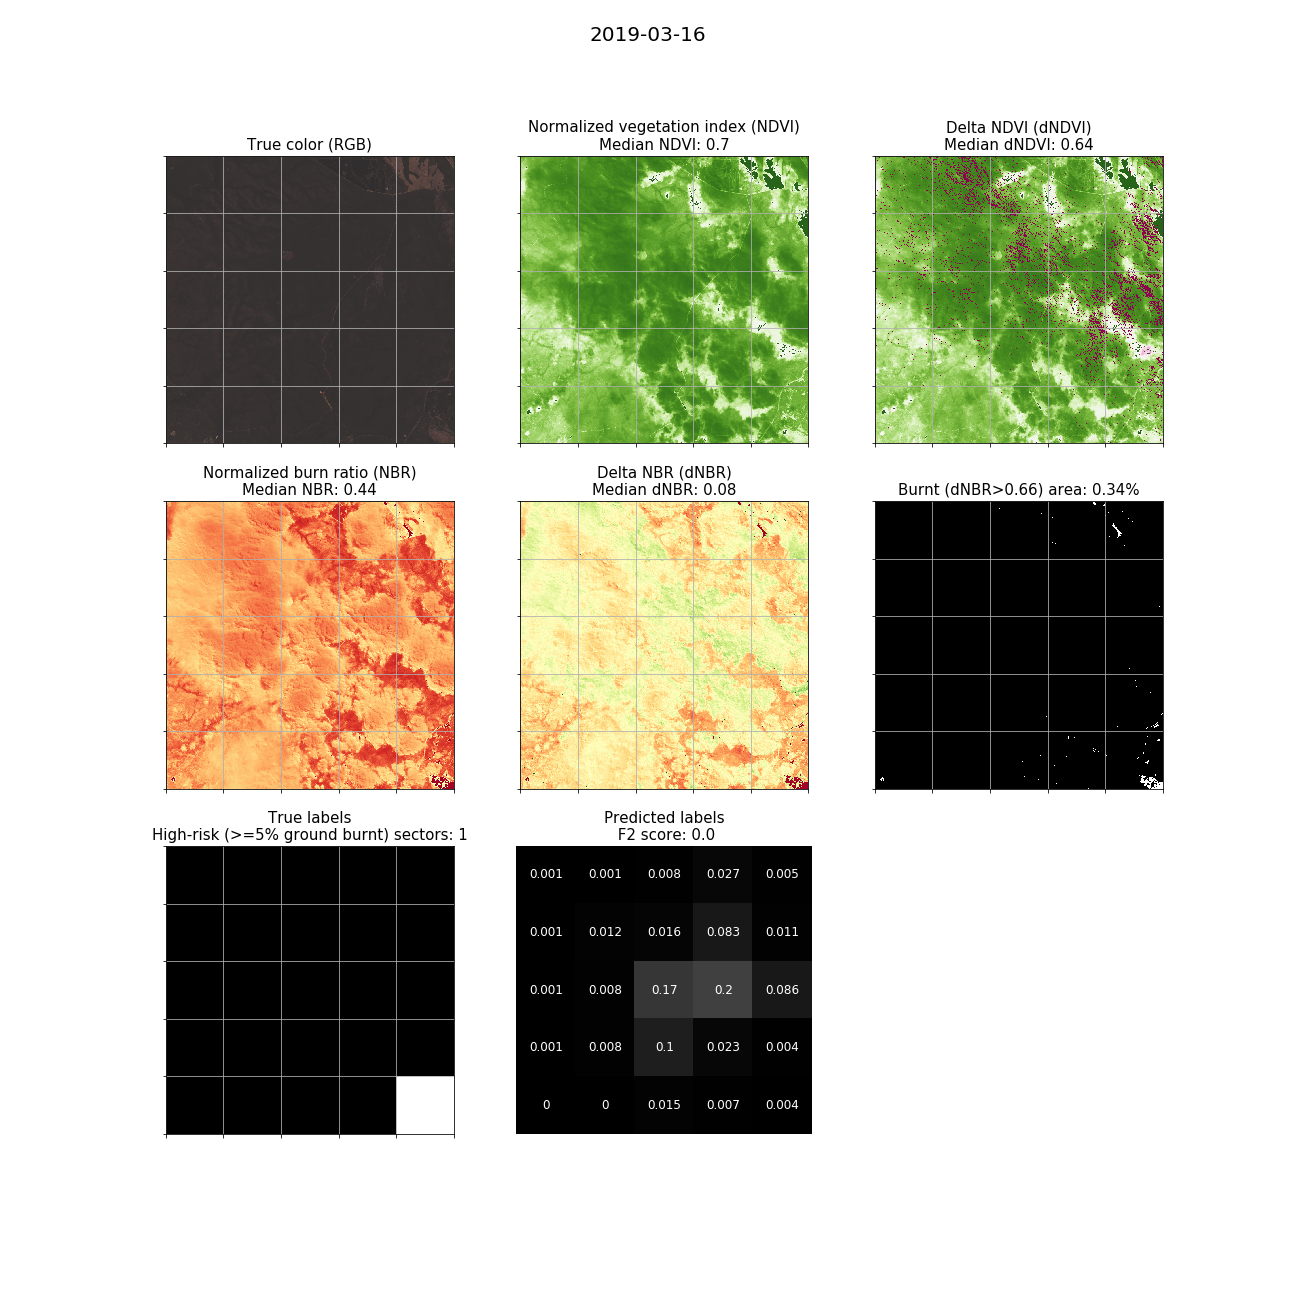 2019-03-16
True color (RGB)
Normalized vegetation index (NDVI)
Median NDVI: 0.7
Delta NDVI (dNDVI)
Median dNDVI: 0.64
Normalized burn ratio (NBR)
Median NBR: 0.44
Delta NBR (dNBR)
Median dNBR: 0.08
Burnt (dNBR>0.66) area: 0.34%
True labels
High-risk (>=5% ground burnt) sectors: 1
Predicted labels
F2 score: 0.0
0.001 0.001 0.008 0.027 0.005
0.001 0.012 0.016 0.083 0.011
0.001 0.008 0.17 0.2 0.086
0.001 0.008 0.1 0.023 0.004
0 0 0.015 0.007 0.004